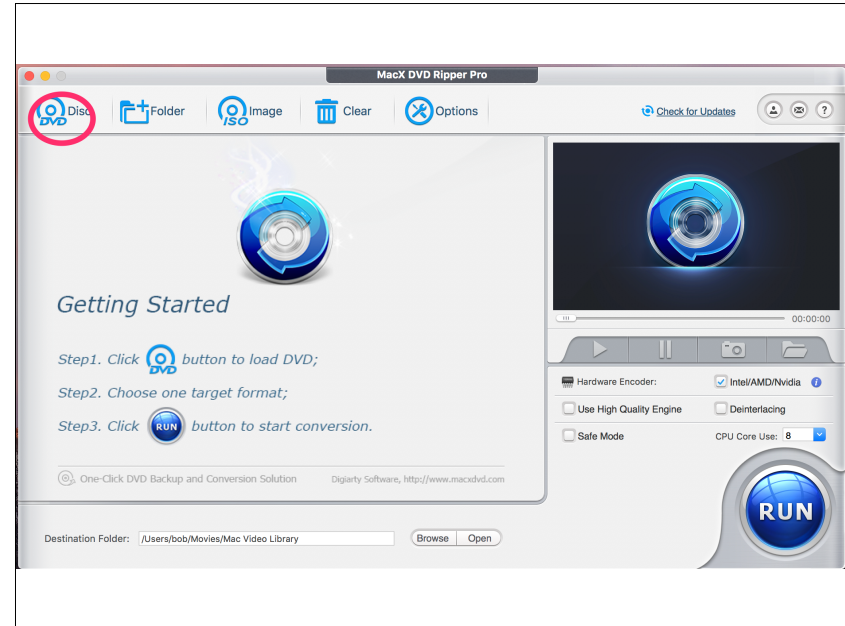 MacX DVD Ripper Pro
DVD Disc
Folder
ISO Image
Clear
Options
Check for Updates
?
Getting Started
Step1. Click DVD button to load DVD;
Step2. Choose one target format;
Step3. Click RUN button to start conversion.
One-Click DVD Backup and Conversion Solution
Digiarty Software, http://www.macxdvd.com
00:00:00
Hardware Encoder:
Intel/AMD/Nvidia
i
Use High Quality Engine
Deinterlacing
Safe Mode
CPU Core Use: 8
RUN
Destination Folder: /Users/bob/Movies/Mac Video Library
Browse
Open